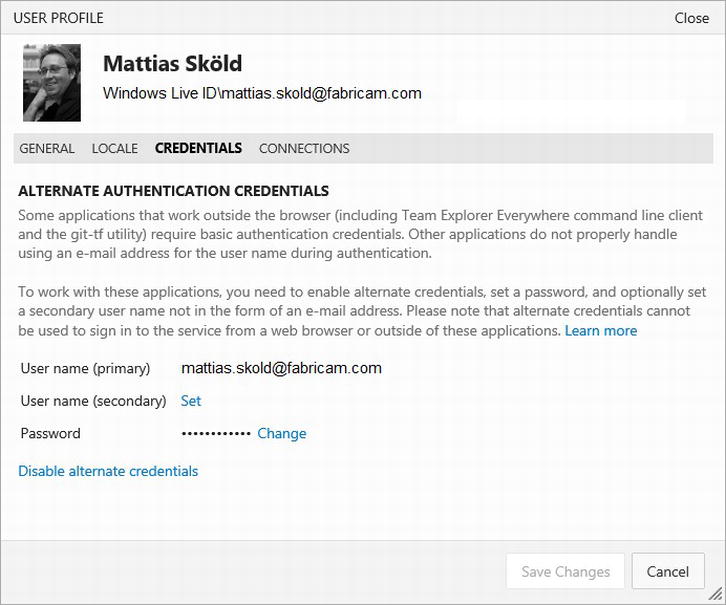 USER PROFILE
Close
Mattias Sköld
Windows Live ID\mattias.skold@fabricam.com
GENERAL LOCALE CREDENTIALS CONNECTIONS
ALTERNATE AUTHENTICATION CREDENTIALS
Some applications that work outside the browser (including Team Explorer Everywhere command line client
and the git-tf utility) require basic authentication credentials. Other applications do not properly handle
using an e-mail address for the user name during authentication.
To work with these applications, you need to enable alternate credentials, set a password, and optionally set
a secondary user name not in the form of an e-mail address. Please note that alternate credentials cannot
be used to sign in to the service from a web browser or outside of these applications. Learn more
User name (primary) mattias.skold@fabricam.com
User name (secondary) Set
Password •••••••••••• Change
Disable alternate credentials
Save Changes Cancel